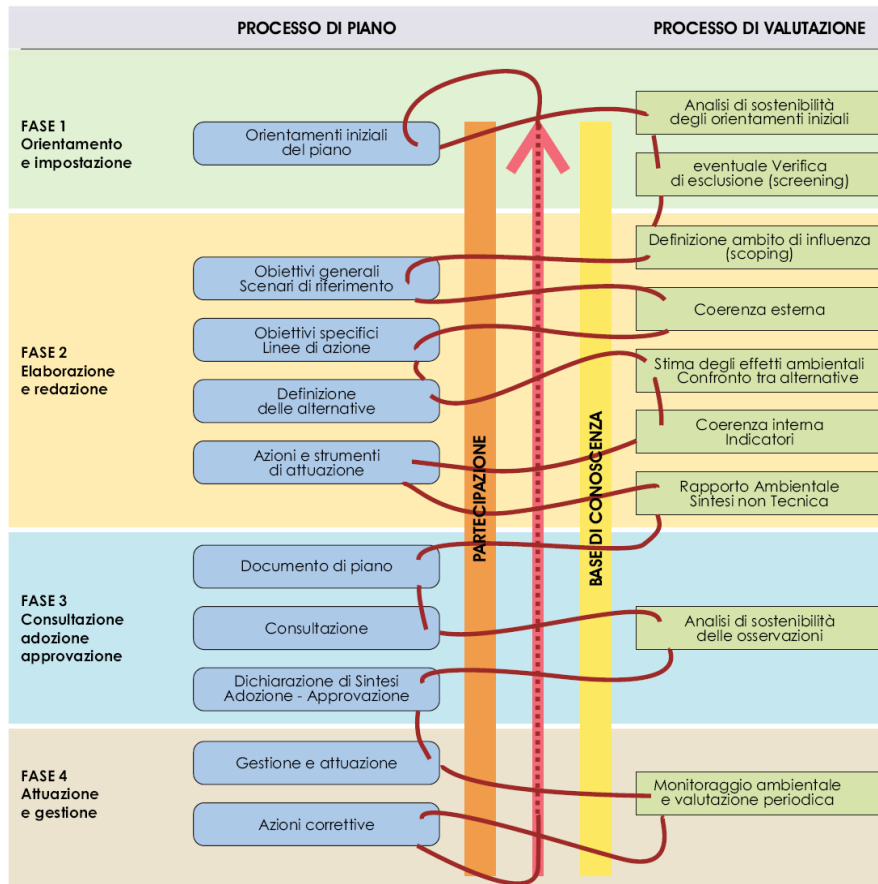 PROCESSO DI PIANO
PROCESSO DI VALUTAZIONE
FASE 1
Orientamento
e impostazione
Orientamenti iniziali
del piano
Analisi di sostenibilità
degli orientamenti iniziali
eventuale Verifica
di esclusione (screening)
FASE 2
Elaborazione
e redazione
Definizione ambito di influenza
(scoping)
Obiettivi generali
Scenari di riferimento
Coerenza esterna
Obiettivi specifici
Linee di azione
Stima degli effetti ambientali
Confronto tra alternative
Definizione
delle alternative
Coerenza interna
Indicatori
Azioni e strumenti
di attuazione
Rapporto Ambientale
Sintesi non Tecnica
PARTECIPAZIONE
BASE DI CONOSCENZA
FASE 3
Consultazione
adozione
approvazione
Documento di piano
Consultazione
Analisi di sostenibilità
delle osservazioni
Dichiarazione di Sintesi
Adozione - Approvazione
FASE 4
Attuazione
e gestione
Gestione e attuazione
Monitoraggio ambientale
e valutazione periodica
Azioni correttive